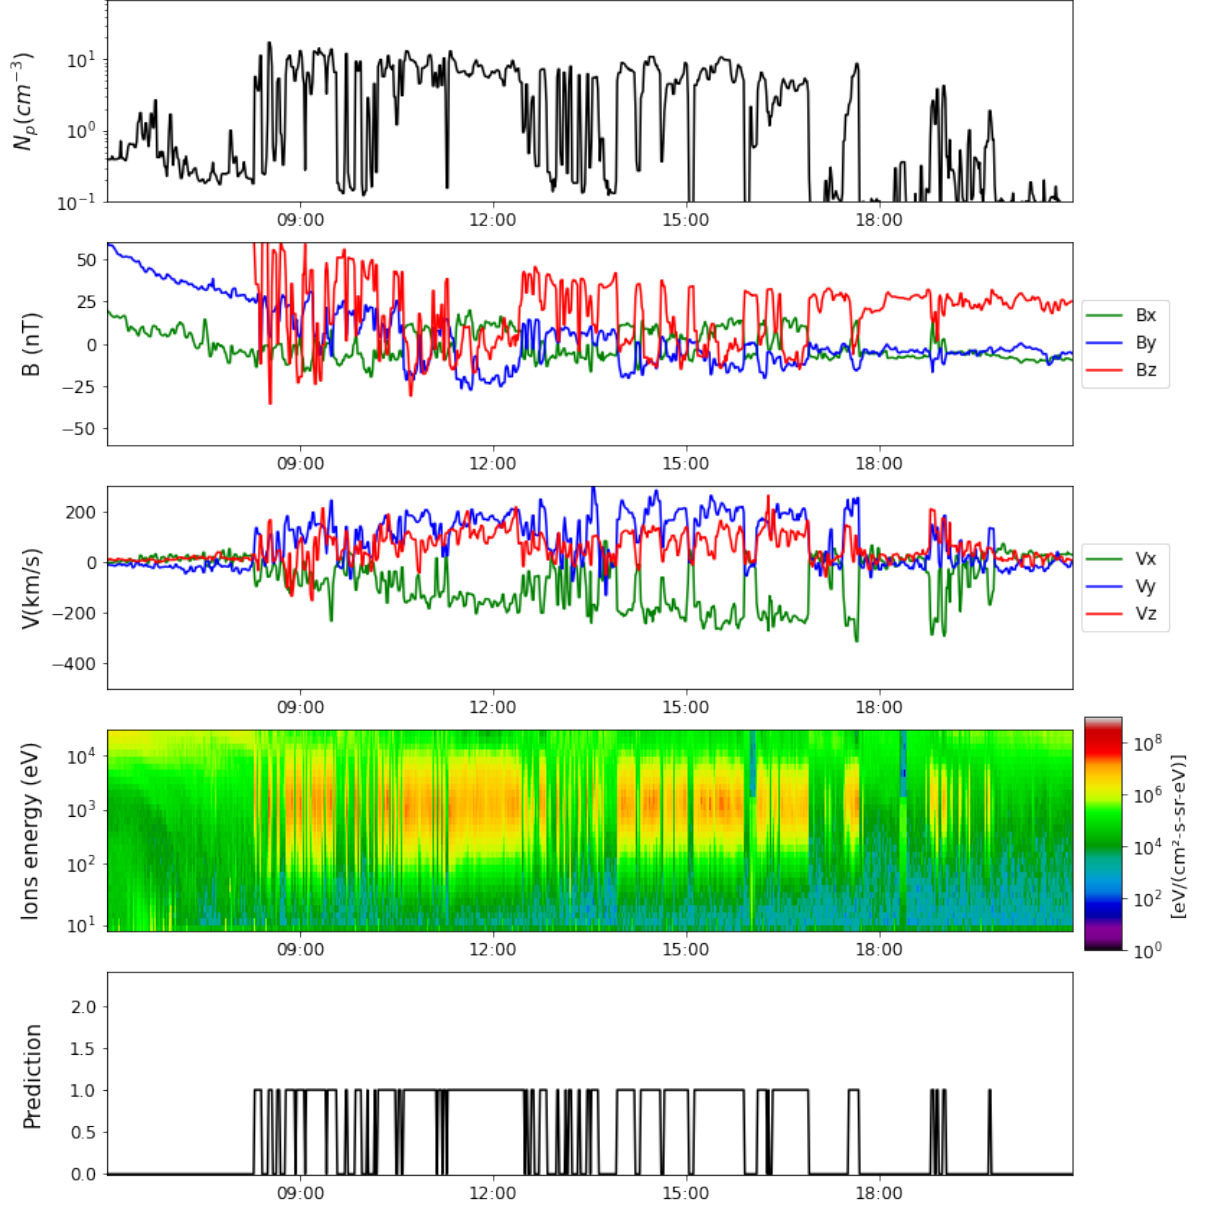 N_p(cm^{-3})
10^1
10^0
10^{-1}
09:00 12:00 15:00 18:00
B (nT)
50
25
0
−25
−50
Bx
By
Bz
09:00 12:00 15:00 18:00
V(km/s)
200
0
−200
−400
Vx
Vy
Vz
09:00 12:00 15:00 18:00
Ions energy (eV)
10^4
10^3
10^2
10^1
10^8
10^6
10^4
10^2
10^0
[eV/(cm²-s-sr-eV)]
09:00 12:00 15:00 18:00
Prediction
2.0
1.5
1.0
0.5
0.0
09:00 12:00 15:00 18:00